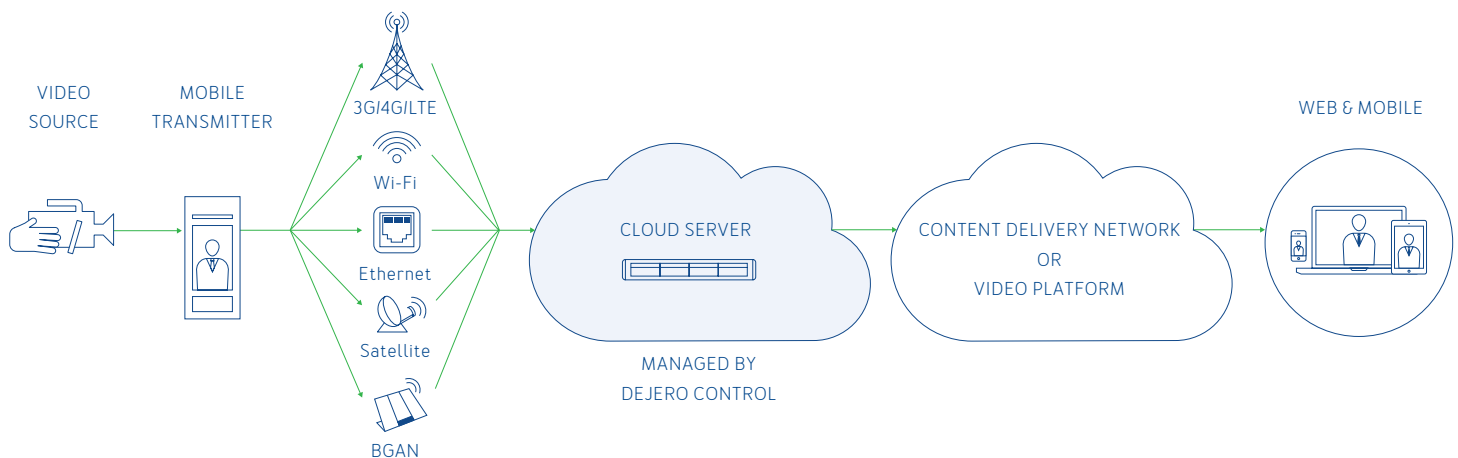 VIDEO
SOURCE
MOBILE
TRANSMITTER
3G/4G/LTE
Wi-Fi
Ethernet
Satellite
BGAN
CLOUD SERVER
MANAGED BY
DEJERO CONTROL
CONTENT DELIVERY NETWORK
OR
VIDEO PLATFORM
WEB & MOBILE